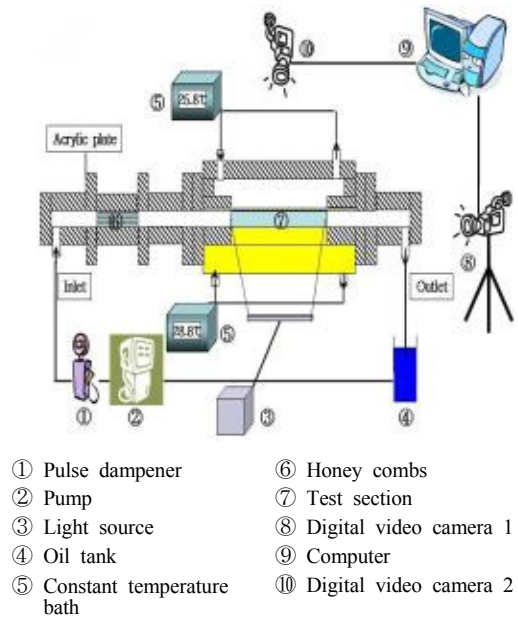 ⑩
⑨
25.8℃
⑤
Acrylic plate
⑥
⑦
⑧
Inlet
Outlet
28.8℃
⑤
①
②
③
④
① Pulse dampener
② Pump
③ Light source
④ Oil tank
⑤ Constant temperature
bath
⑥ Honey combs
⑦ Test section
⑧ Digital video camera 1
⑨ Computer
⑩ Digital video camera 2